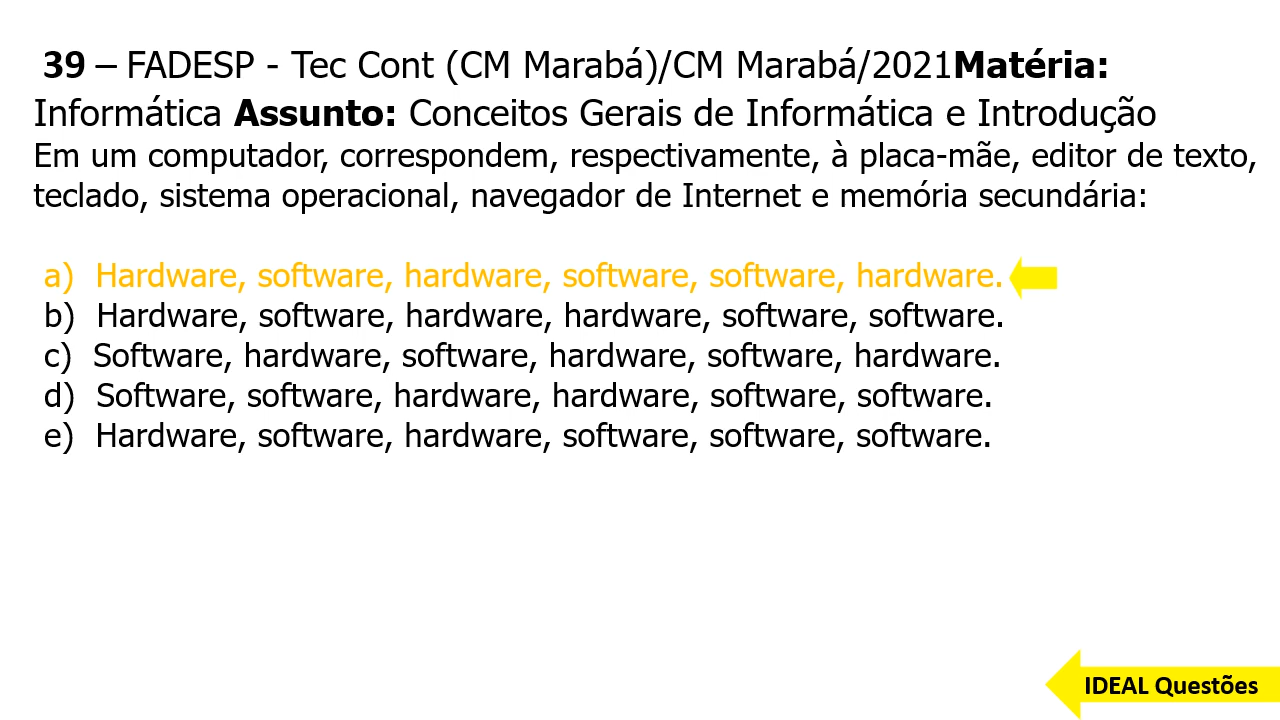 39 – FADESP - Tec Cont (CM Marabá)/CM Marabá/2021Matéria:
Informática Assunto: Conceitos Gerais de Informática e Introdução
Em um computador, correspondem, respectivamente, à placa-mãe, editor de texto,
teclado, sistema operacional, navegador de Internet e memória secundária:
a) Hardware, software, hardware, software, software, hardware.
b) Hardware, software, hardware, hardware, software, software.
c) Software, hardware, software, hardware, software, hardware.
d) Software, software, hardware, hardware, software, software.
e) Hardware, software, hardware, software, software, software.
IDEAL Questões